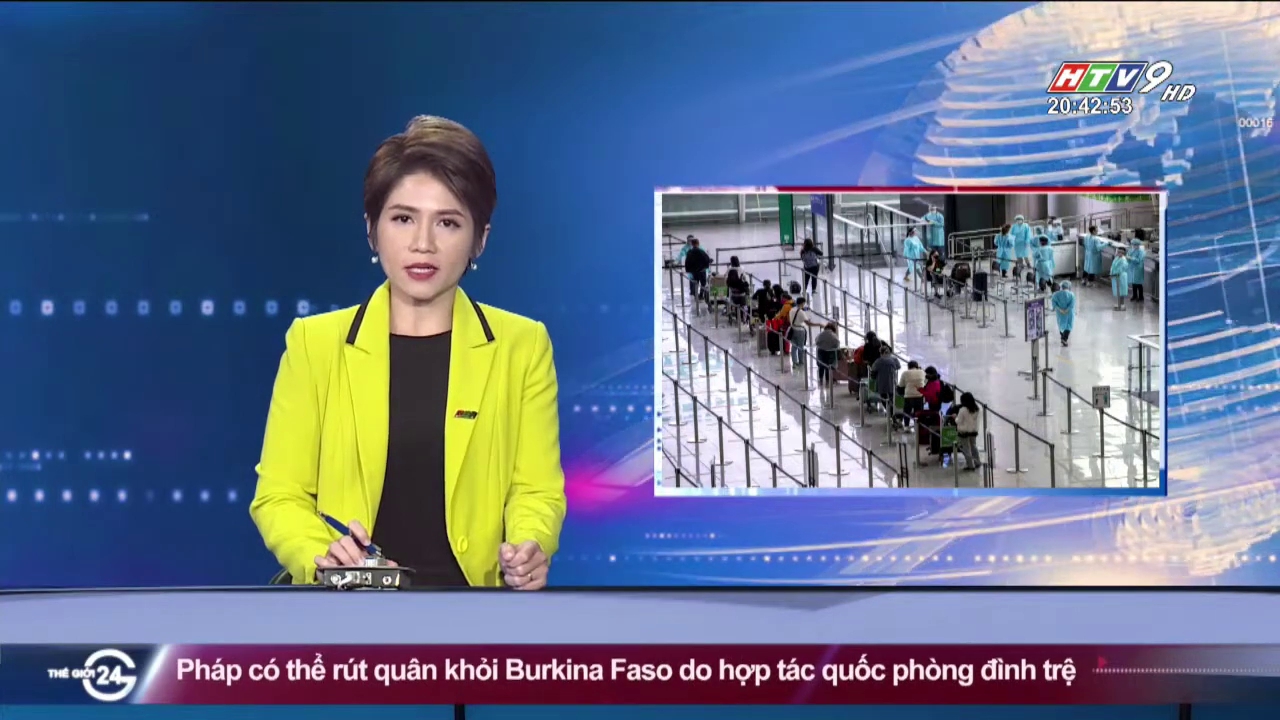 HTV9 HD
20:42:53
00016
THẾ GIỚI 24G
Pháp có thể rút quân khỏi Burkina Faso do hợp tác quốc phòng đình trệ